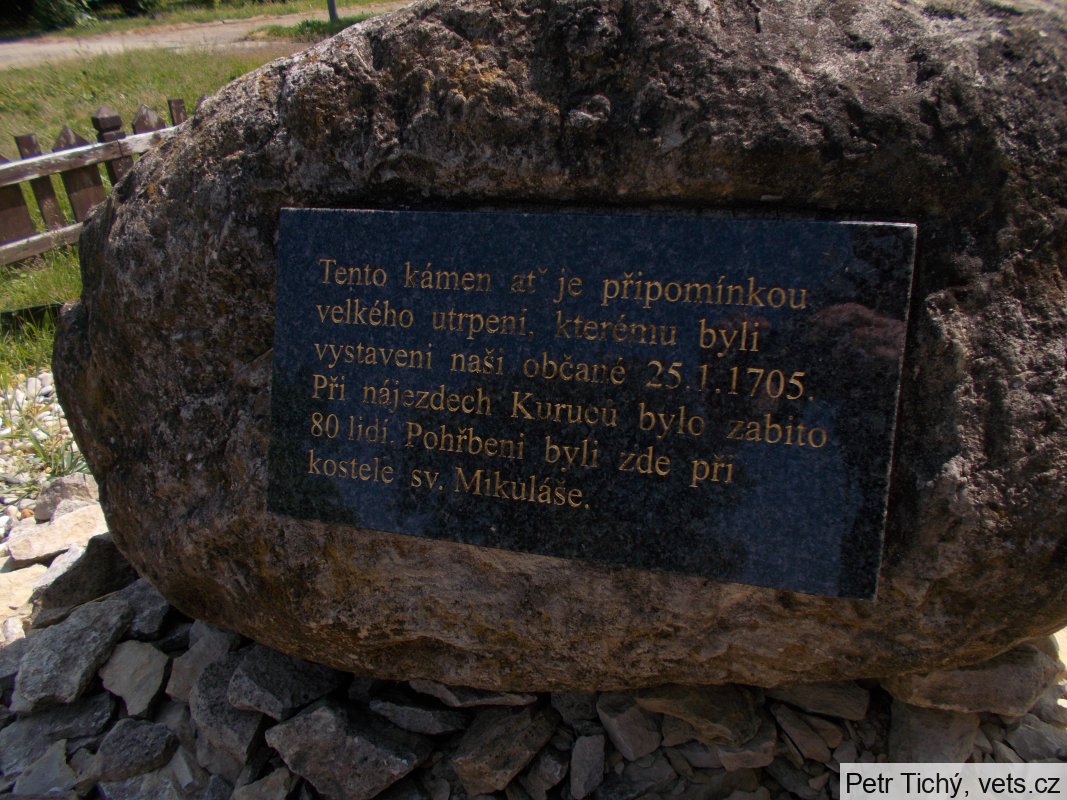 Tento kámen ať je připomínkou
velkého utrpení, kterému byli
vystaveni naši občané 25.1.1705.
Při nájezdech Kuruců bylo zabito
80 lidí. Pohřbeni byli zde při
kostele sv. Mikuláše.
Petr Tichý, vets.cz